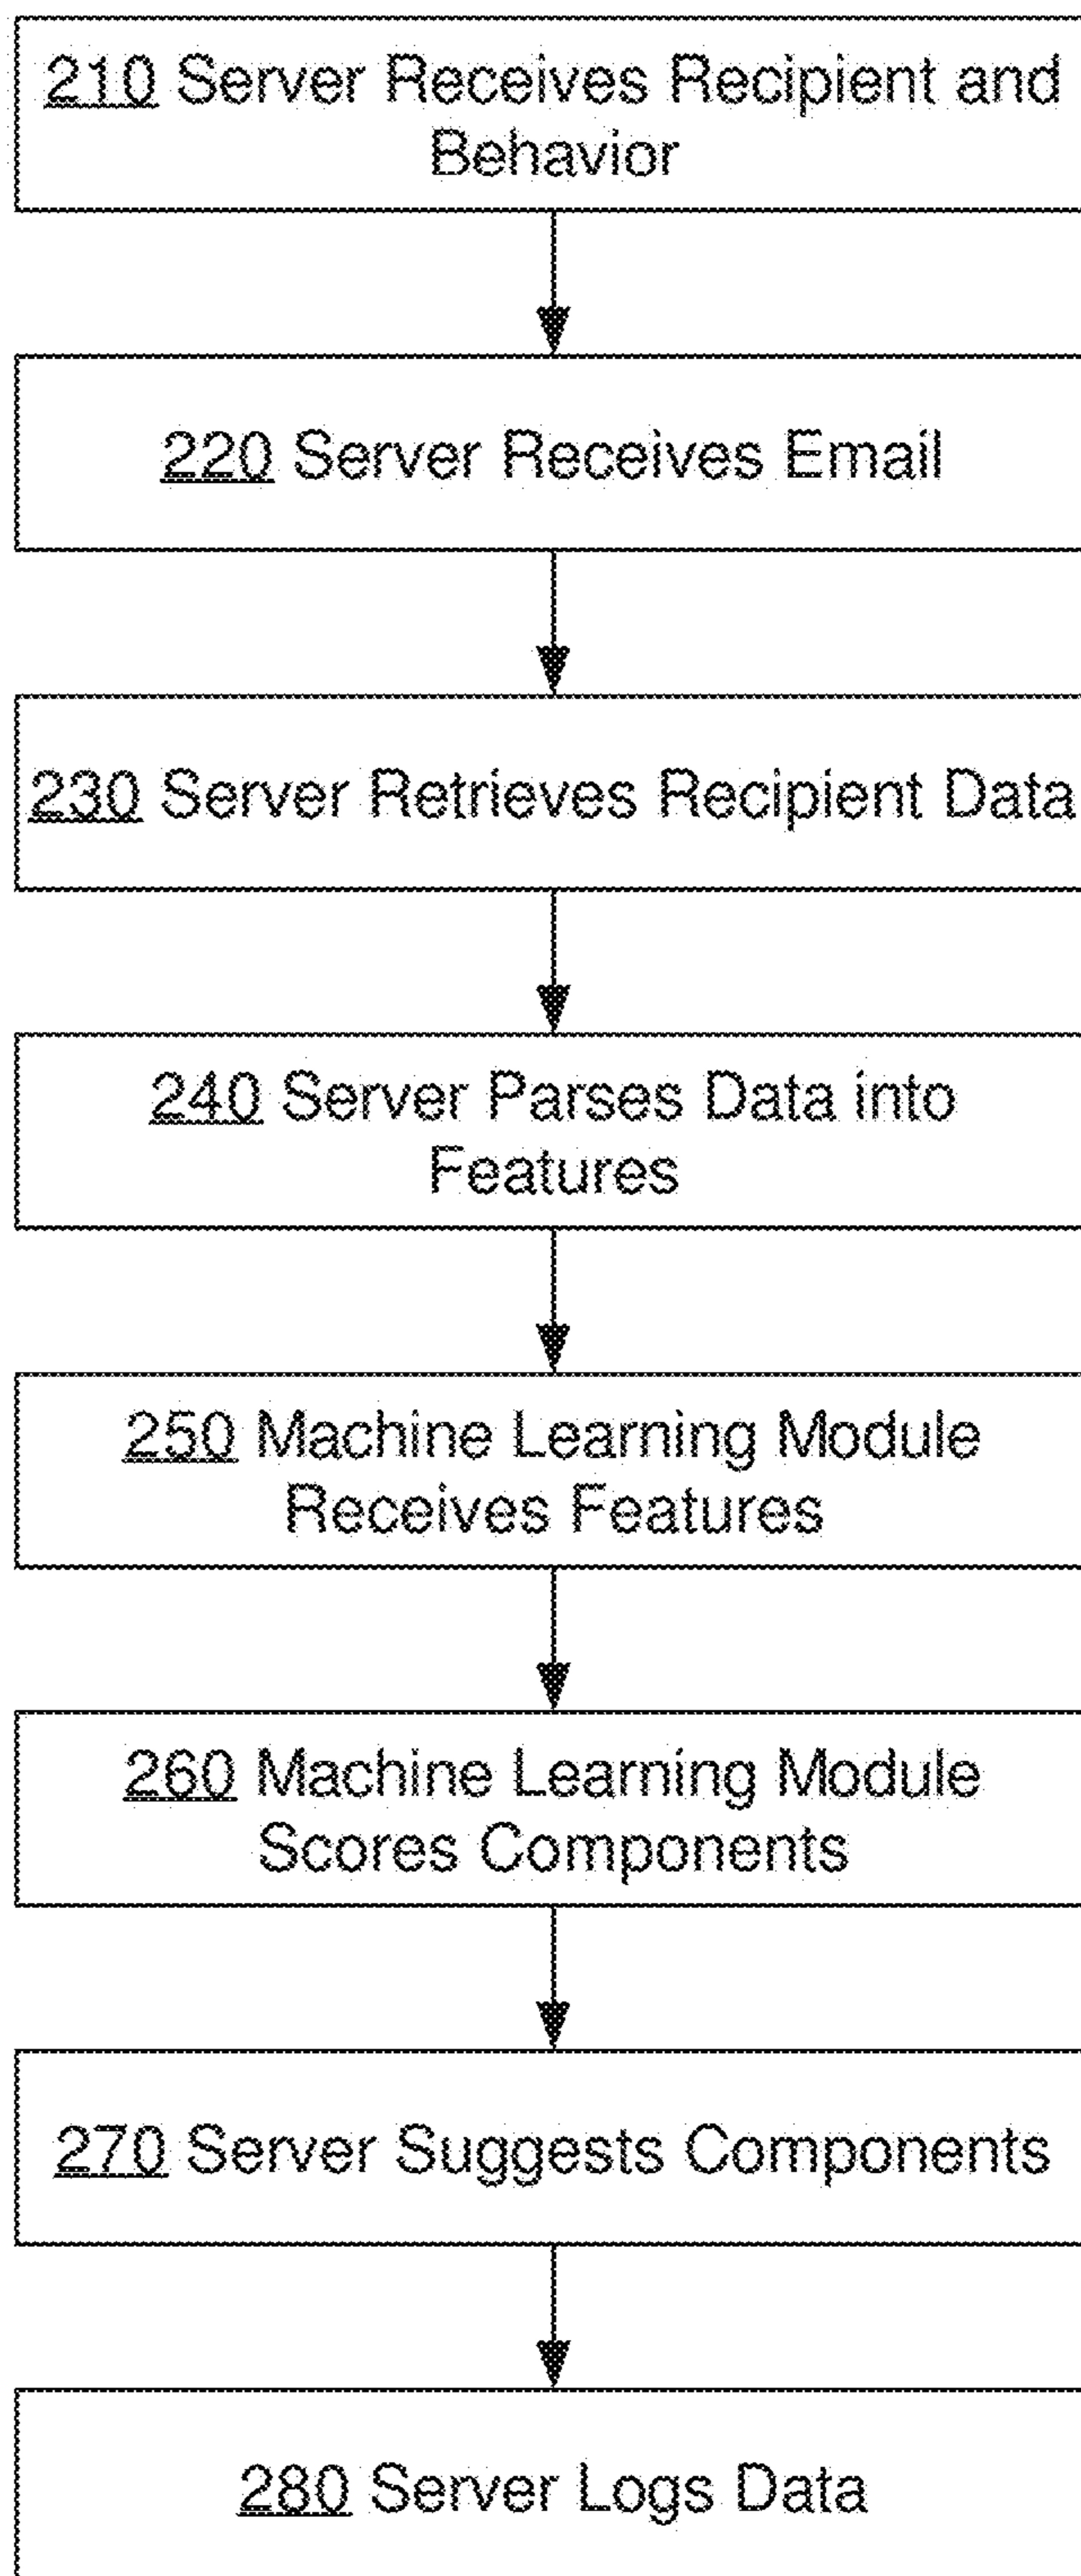 210 Server Receives Recipient and
Behavior
220 Server Receives Email
230 Server Retrieves Recipient Data
240 Server Parses Data into
Features
250 Machine Learning Module
Receives Features
260 Machine Learning Module
Scores Components
270 Server Suggests Components
280 Server Logs Data